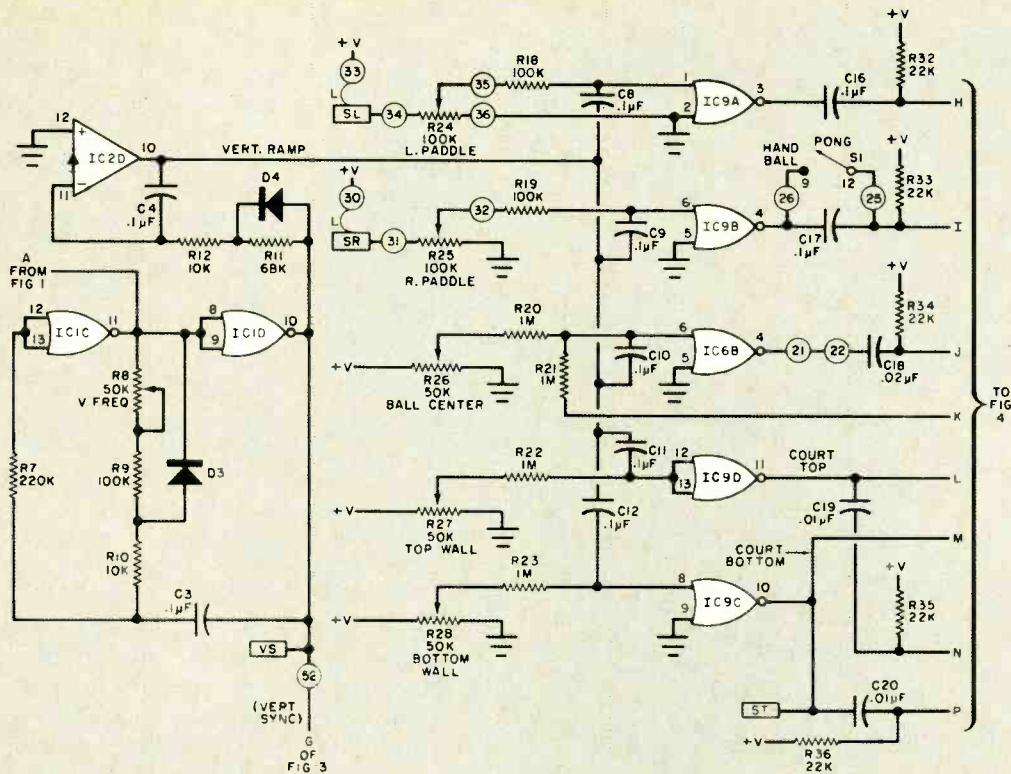 +V
33
L
SL
34
R24
100K
L. PADDLE
35
36
R18
100K
C8
.1µF
1
2
IC9A
3
C16
.1µF
R32
22K
H
12
+
IC2D
10
11
-
VERT. RAMP
C4
.1µF
D4
R12
10K
R11
68K
+V
30
L
SR
31
R25
100K
R. PADDLE
32
R19
100K
C9
.1µF
6
5
IC9B
4
HAND
BALL
9
26
PONG
S1
12
25
C17
.1µF
+V
R33
22K
I
A
FROM
FIG 1
12
13
IC1C
11
8
9
IC1D
10
R8
50K
V FREQ
R7
220K
R9
100K
D3
R10
10K
C3
.1µF
VS
52
(VERT
SYNC)
G
OF
FIG 3
R20
1M
R21
1M
+V
R26
50K
BALL CENTER
C10
.1µF
6
5
IC6B
4
21
22
C18
.02µF
+V
R34
22K
J
K
TO
FIG
4
R22
1M
+V
R27
50K
TOP WALL
C11
.1µF
12
13
IC9D
11
COURT
TOP
L
C19
.01µF
C12
.1µF
R23
1M
+V
R28
50K
BOTTOM
WALL
8
9
IC9C
10
COURT
BOTTOM
M
+V
R35
22K
N
ST
C20
.01µF
P
+V
R36
22K
+V